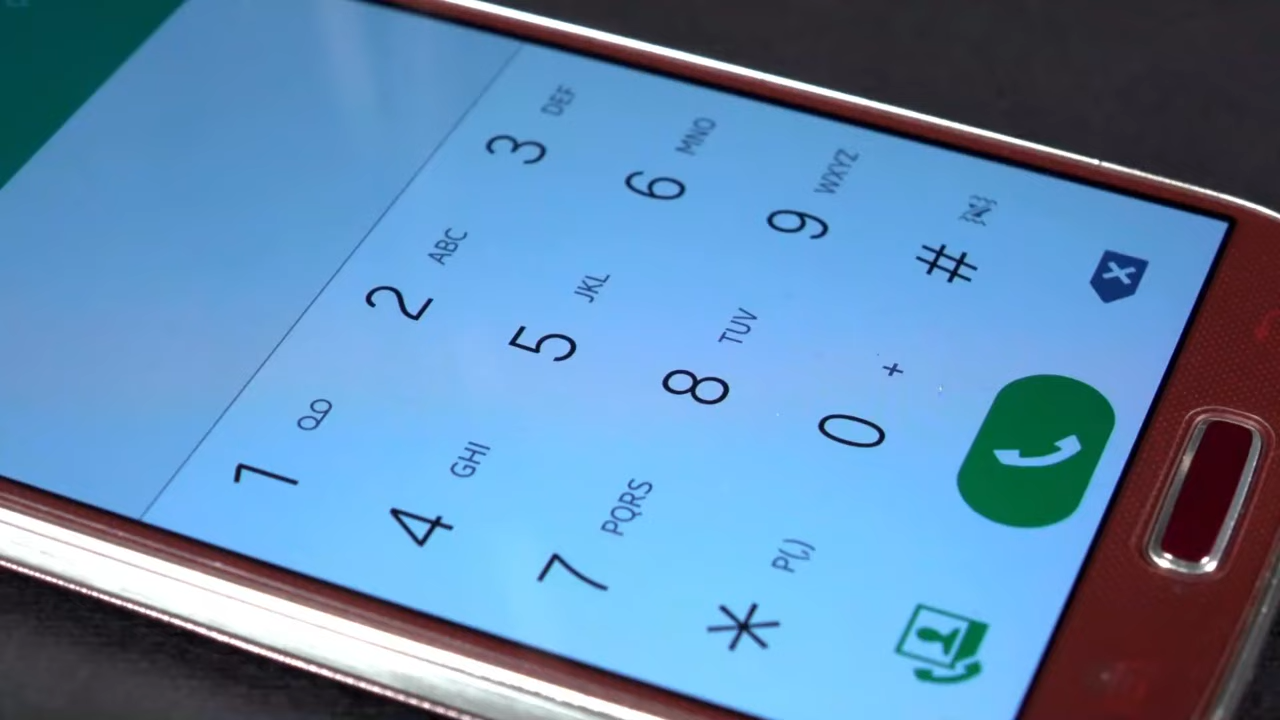 1
2 ABC
3 DEF
4 GHI
5 JKL
6 MNO
7 PQRS
8 TUV
9 WXYZ
* P(,)
0 +
#